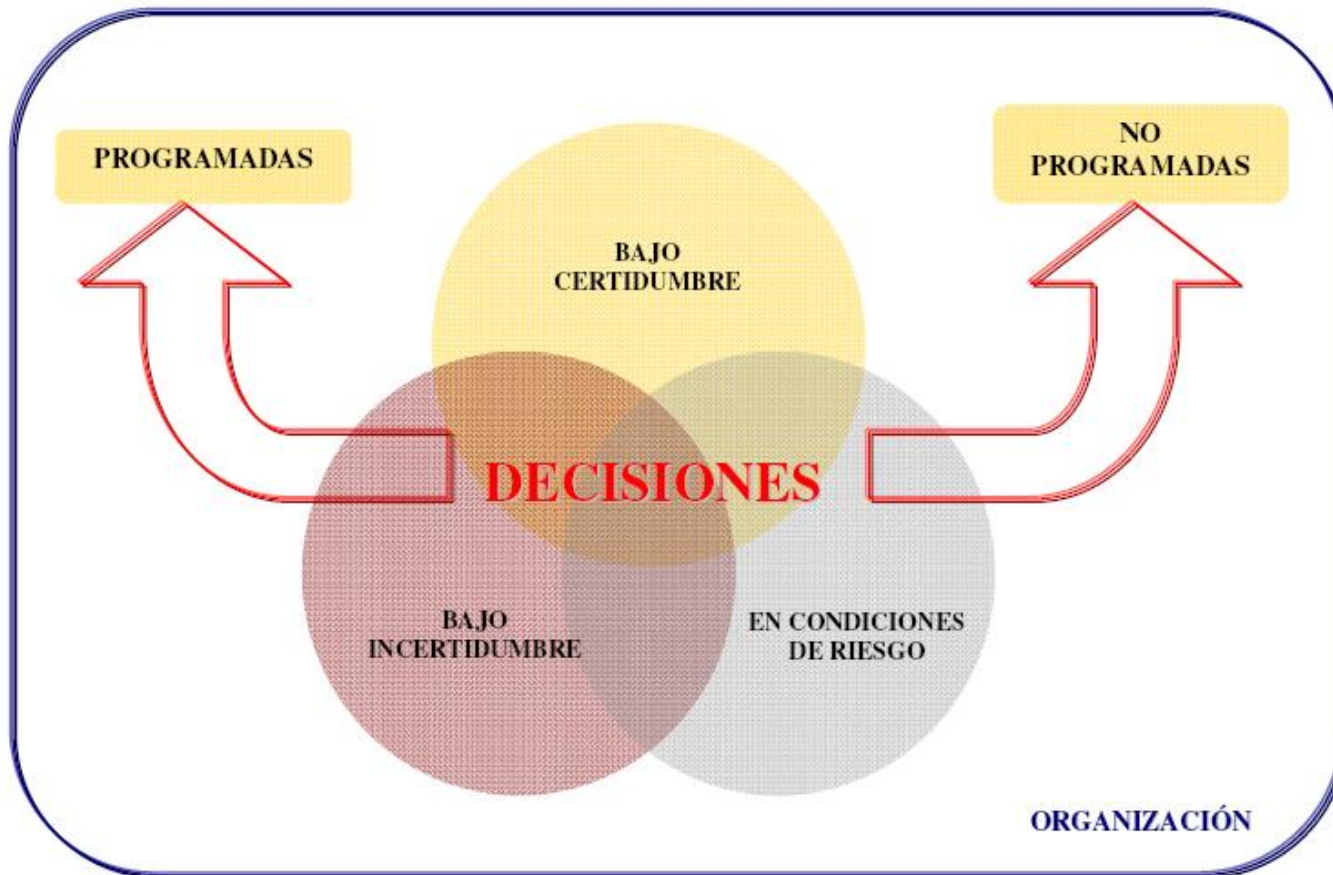 PROGRAMADAS
NO
PROGRAMADAS
BAJO
CERTIDUMBRE
DECISIONES
BAJO
INCERTIDUMBRE
EN CONDICIONES
DE RIESGO
ORGANIZACIÓN